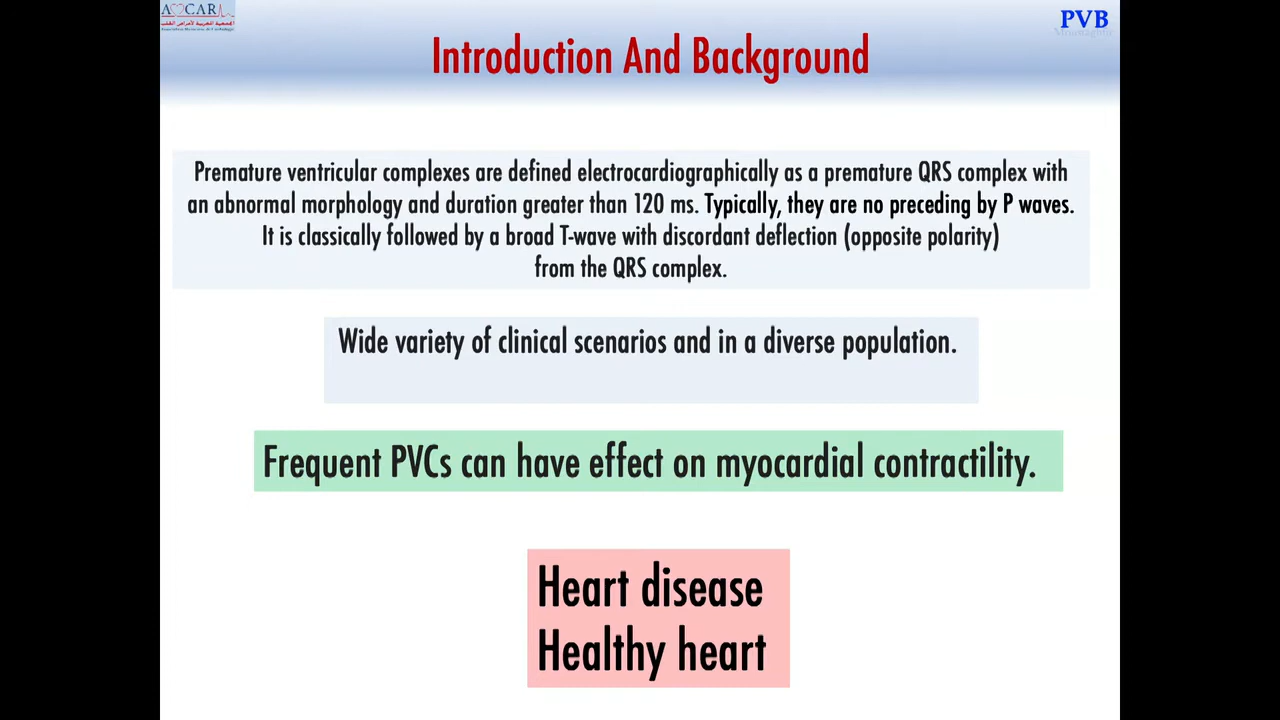 AMCAR
PVB
Introduction And Background
Premature ventricular complexes are defined electrocardiographically as a premature QRS complex with
an abnormal morphology and duration greater than 120 ms. Typically, they are no preceding by P waves.
It is classically followed by a broad T-wave with discordant deflection (opposite polarity)
from the QRS complex.
Wide variety of clinical scenarios and in a diverse population.
Frequent PVCs can have effect on myocardial contractility.
Heart disease
Healthy heart